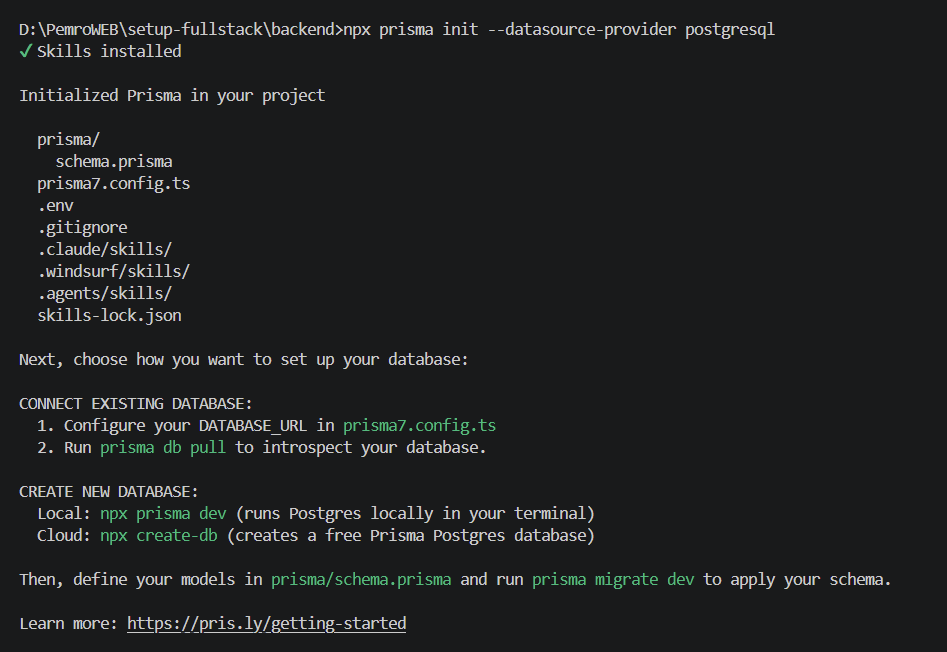 D:\PemroWEB\setup-fullstack\backend>npx prisma init --datasource-provider postgresql
✓ Skills installed
Initialized Prisma in your project
prisma/
schema.prisma
prisma7.config.ts
.env
.gitignore
.claude/skills/
.windsurf/skills/
.agents/skills/
skills-lock.json
Next, choose how you want to set up your database:
CONNECT EXISTING DATABASE:
1. Configure your DATABASE_URL in prisma7.config.ts
2. Run prisma db pull to introspect your database.
CREATE NEW DATABASE:
Local: npx prisma dev (runs Postgres locally in your terminal)
Cloud: npx create-db (creates a free Prisma Postgres database)
Then, define your models in prisma/schema.prisma and run prisma migrate dev to apply your schema.
Learn more: https://pris.ly/getting-started